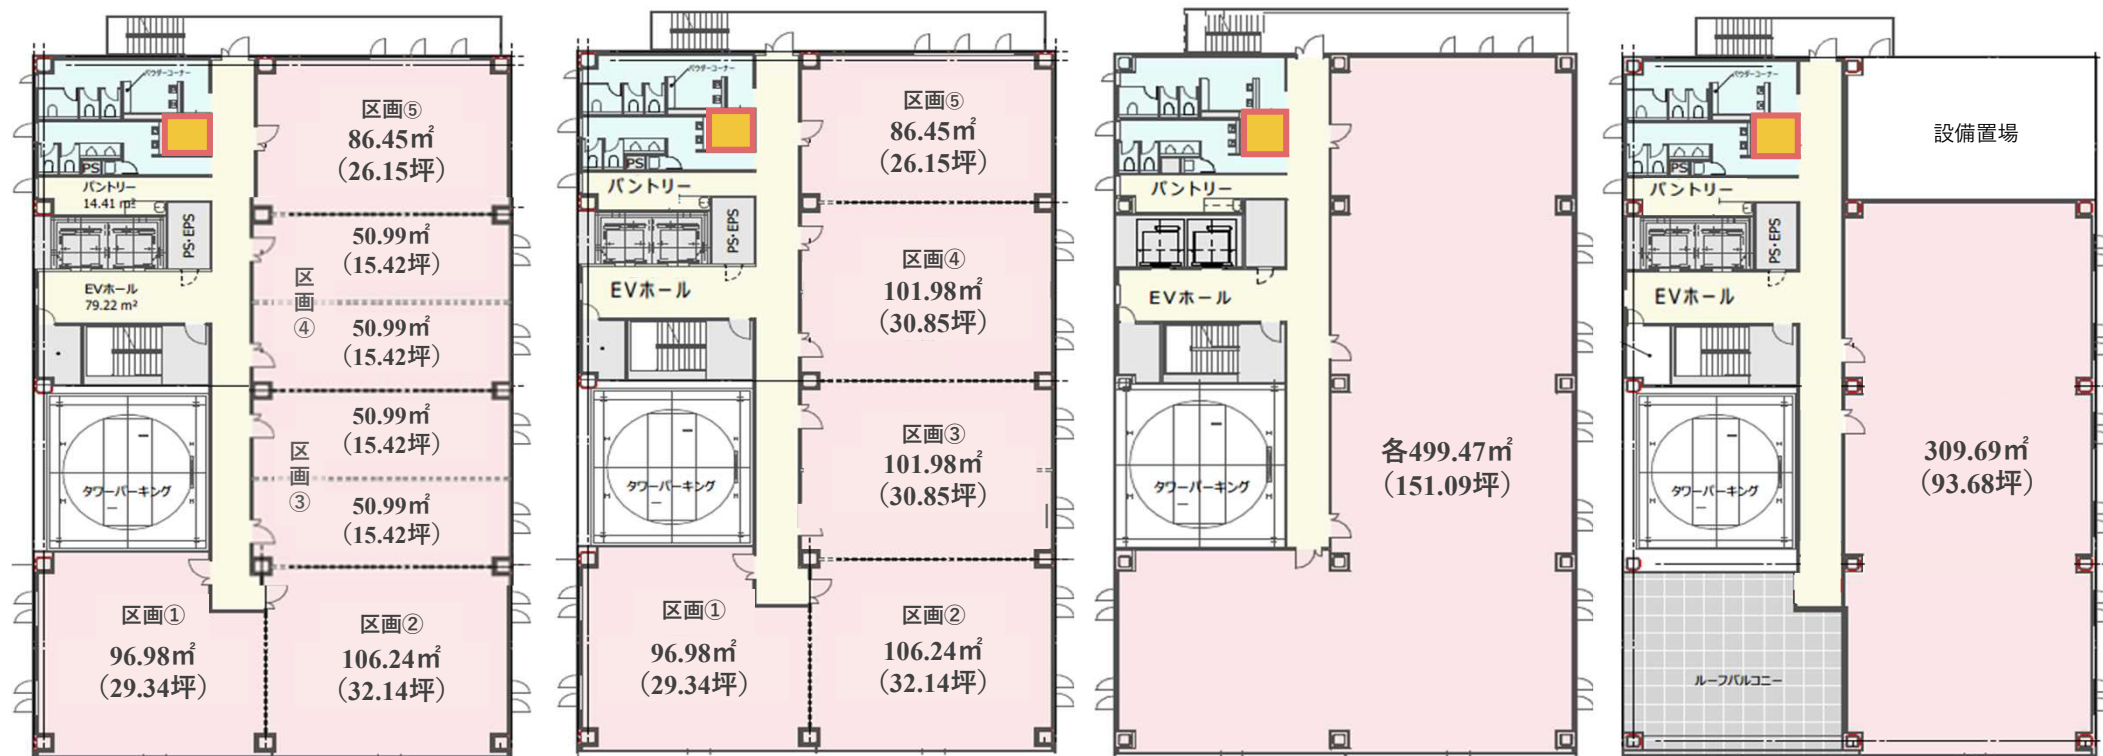 パウダーコーナー
区画⑤
86.45㎡
（26.15坪）
PS
パントリー
14.41 m²
PS・EPS
50.99㎡
（15.42坪）
区画④
EVホール
79.22 m²
50.99㎡
（15.42坪）
50.99㎡
（15.42坪）
区画③
タワーパーキング
50.99㎡
（15.42坪）
区画①
96.98㎡
（29.34坪）
区画②
106.24㎡
（32.14坪）
パウダーコーナー
区画⑤
86.45㎡
（26.15坪）
PS
パントリー
PS・EPS
区画④
101.98㎡
（30.85坪）
EVホール
区画③
101.98㎡
（30.85坪）
タワーパーキング
区画①
96.98㎡
（29.34坪）
区画②
106.24㎡
（32.14坪）
パントリー
EVホール
各499.47㎡
（151.09坪）
タワーパーキング
パウダーコーナー
設備置場
PS
パントリー
PS・EPS
EVホール
309.69㎡
（93.68坪）
タワーパーキング
ルーフバルコニー